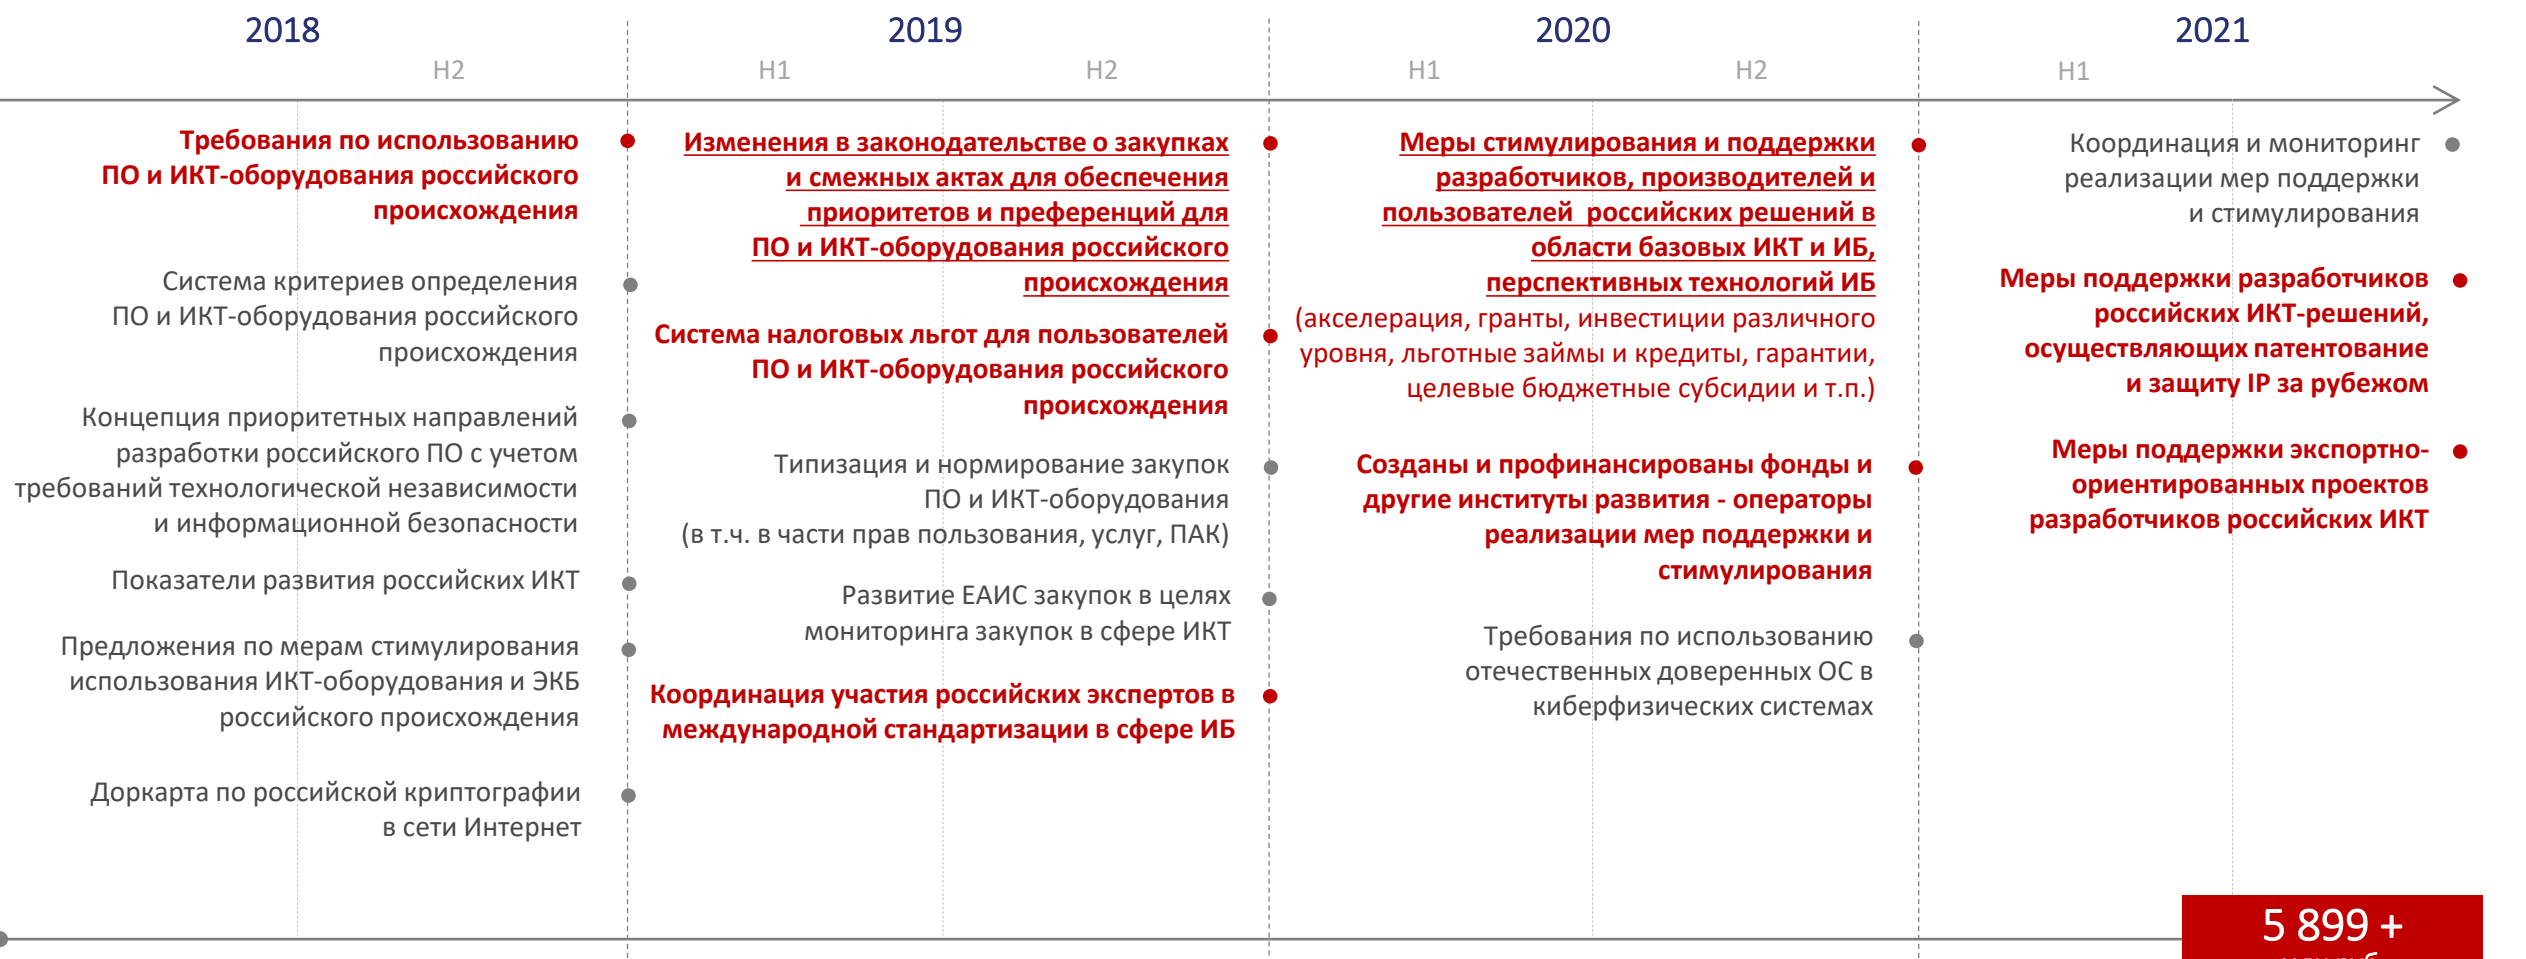 2018
H2
2019
H1
H2
2020
H1
H2
2021
H1
Требования по использованию
ПО и ИКТ-оборудования российского
происхождения
Система критериев определения
ПО и ИКТ-оборудования российского
происхождения
Концепция приоритетных направлений
разработки российского ПО с учетом
требований технологической независимости
и информационной безопасности
Показатели развития российских ИКТ
Предложения по мерам стимулирования
использования ИКТ-оборудования и ЭКБ
российского происхождения
Доркарта по российской криптографии
в сети Интернет
Изменения в законодательстве о закупках
и смежных актах для обеспечения
приоритетов и преференций для
ПО и ИКТ-оборудования российского
происхождения
Система налоговых льгот для пользователей
ПО и ИКТ-оборудования российского
происхождения
Типизация и нормирование закупок
ПО и ИКТ-оборудования
(в т.ч. в части прав пользования, услуг, ПАК)
Развитие ЕАИС закупок в целях
мониторинга закупок в сфере ИКТ
Координация участия российских экспертов в
международной стандартизации в сфере ИБ
Меры стимулирования и поддержки
разработчиков, производителей и
пользователей российских решений в
области базовых ИКТ и ИБ,
перспективных технологий ИБ
(акселерация, гранты, инвестиции различного
уровня, льготные займы и кредиты, гарантии,
целевые бюджетные субсидии и т.п.)
Созданы и профинансированы фонды и
другие институты развития - операторы
реализации мер поддержки и
стимулирования
Требования по использованию
отечественных доверенных ОС в
киберфизических системах
Координация и мониторинг
реализации мер поддержки
и стимулирования
Меры поддержки разработчиков
российских ИКТ-решений,
осуществляющих патентование
и защиту IP за рубежом
Меры поддержки экспортно-
ориентированных проектов
разработчиков российских ИКТ
5 899 +